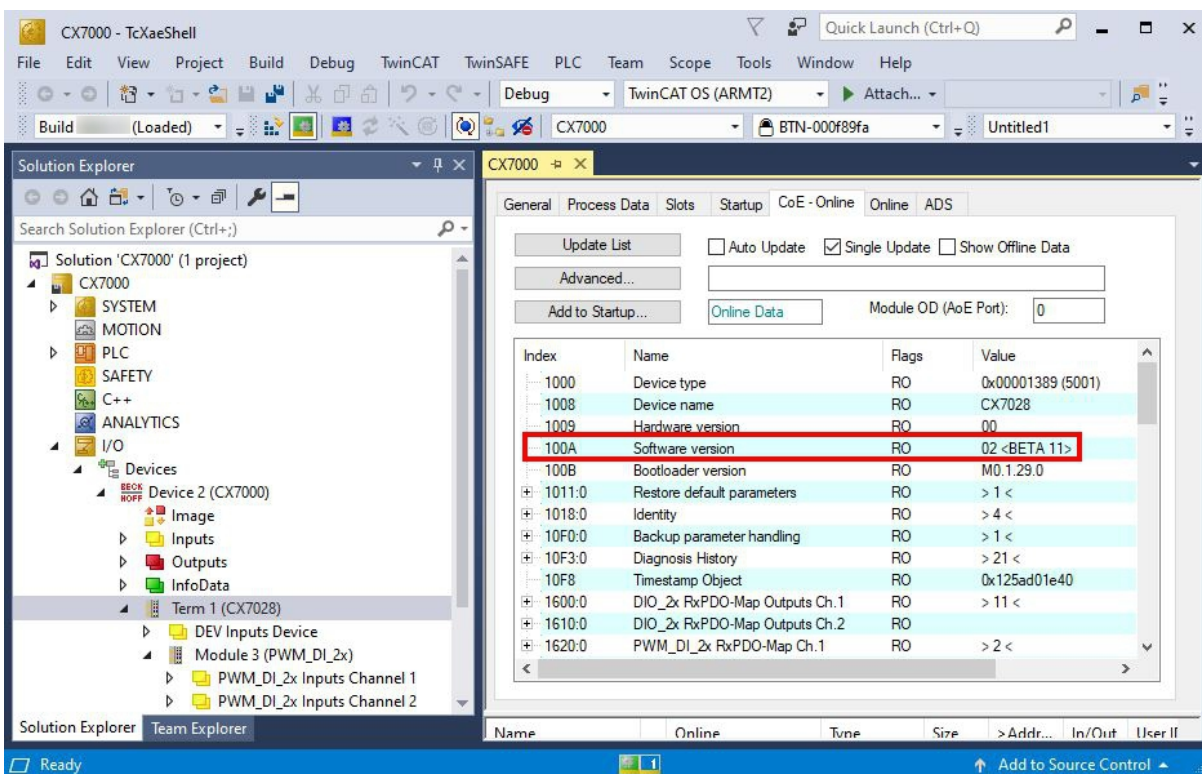 CX7000 - TcXaeShell
Quick Launch (Ctrl+Q)
File Edit View Project Build Debug TwinCAT TwinSAFE PLC Team Scope Tools Window Help
Debug TwinCAT OS (ARMT2) Attach...
Build (Loaded) CX7000 BTN-000f89fa Untitled1
Solution Explorer
Search Solution Explorer (Ctrl+;)
Solution 'CX7000' (1 project)
CX7000
SYSTEM
MOTION
PLC
SAFETY
C++
ANALYTICS
I/O
Devices
BECKHOFF Device 2 (CX7000)
Image
Inputs
Outputs
InfoData
Term 1 (CX7028)
DEV Inputs Device
Module 3 (PWM_DI_2x)
PWM_DI_2x Inputs Channel 1
PWM_DI_2x Inputs Channel 2
Solution Explorer Team Explorer
CX7000
General Process Data Slots Startup CoE - Online Online ADS
Update List Auto Update Single Update Show Offline Data
Advanced...
Add to Startup... Online Data Module OD (AoE Port): 0
Index Name Flags Value
1000 Device type RO 0x00001389 (5001)
1008 Device name RO CX7028
1009 Hardware version RO 00
100A Software version RO 02 <BETA 11>
100B Bootloader version RO M0.1.29.0
1011:0 Restore default parameters RO > 1 <
1018:0 Identity RO > 4 <
10F0:0 Backup parameter handling RO > 1 <
10F3:0 Diagnosis History RO > 21 <
10F8 Timestamp Object RO 0x125ad01e40
1600:0 DIO_2x RxPDO-Map Outputs Ch.1 RO > 11 <
1610:0 DIO_2x RxPDO-Map Outputs Ch.2 RO
1620:0 PWM_DI_2x RxPDO-Map Ch.1 RO > 2 <
Name Online Type Size >Addr... In/Out User I
Ready 1 Add to Source Control